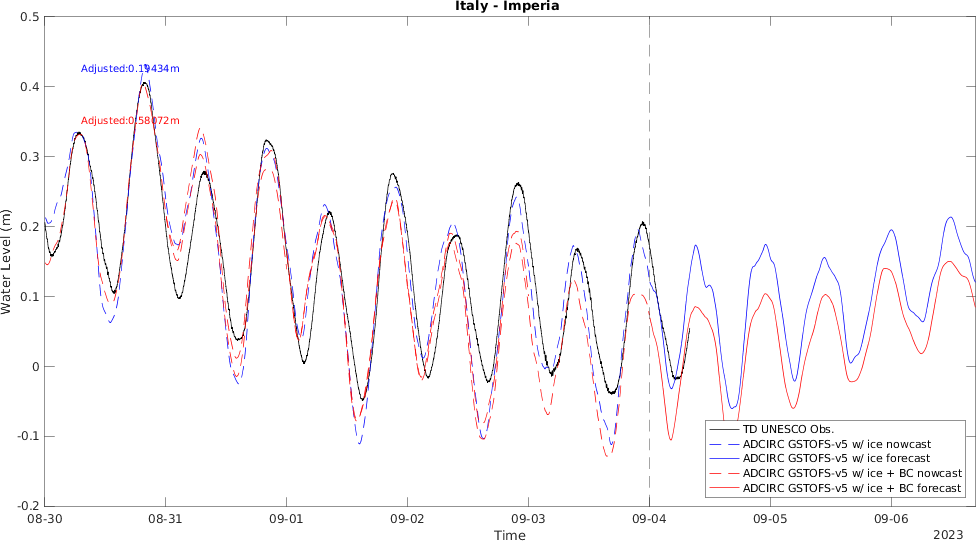 Italy - Imperia
Water Level (m)
0.5
0.4
0.3
0.2
0.1
0
-0.1
-0.2
Adjusted:0.19434m
Adjusted:0.58072m
TD UNESCO Obs.
ADCIRC GSTOFS-v5 w/ ice nowcast
ADCIRC GSTOFS-v5 w/ ice forecast
ADCIRC GSTOFS-v5 w/ ice + BC nowcast
ADCIRC GSTOFS-v5 w/ ice + BC forecast
08-30 08-31 09-01 09-02 09-03 09-04 09-05 09-06
Time
2023